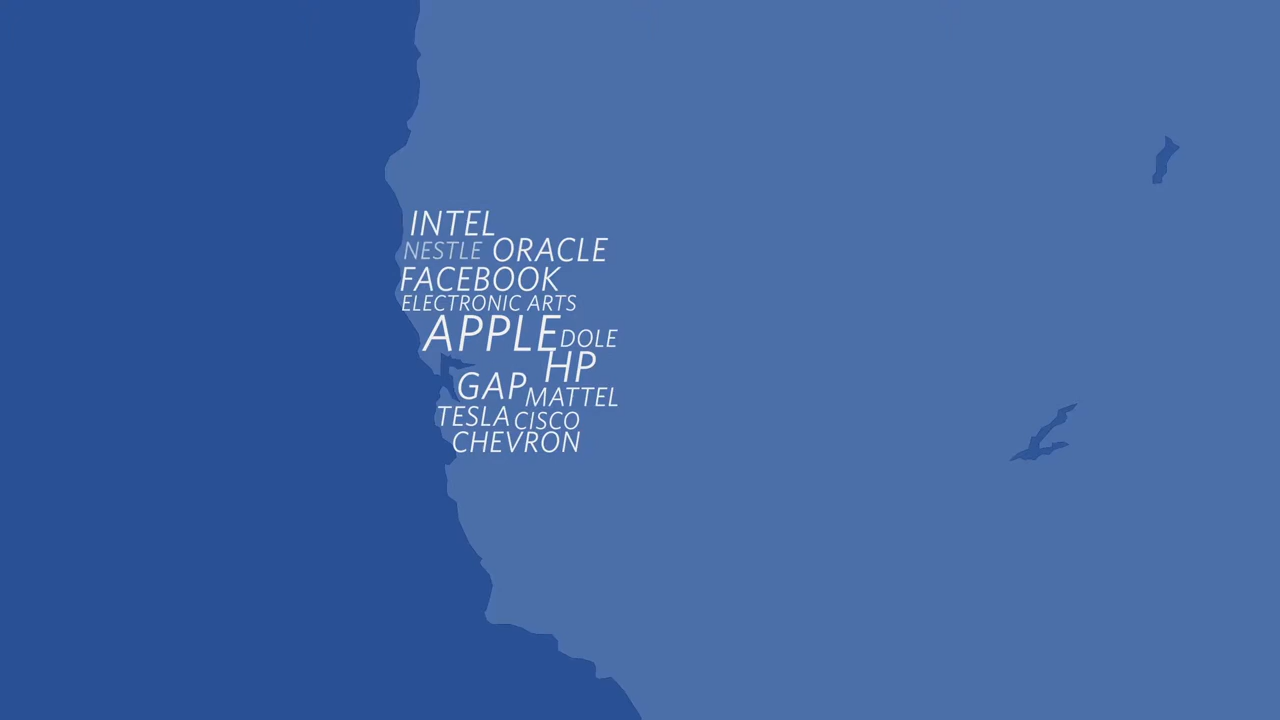 INTEL
NESTLE ORACLE
FACEBOOK
ELECTRONIC ARTS
APPLE DOLE
HP
GAP MATTEL
TESLA CISCO
CHEVRON